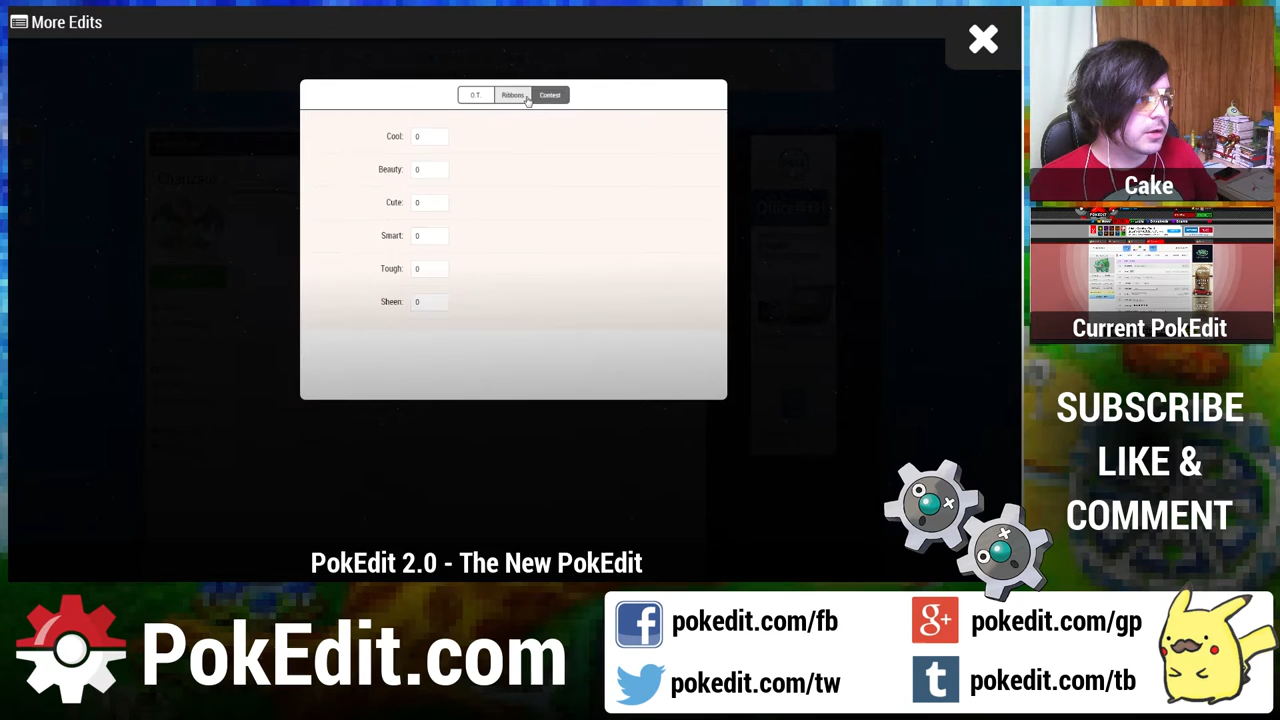 More Edits
O.T. Ribbons Contest
Cool: 0
Beauty: 0
Cute: 0
Smart: 0
Tough: 0
Sheen: 0
Cake
Current PokEdit
SUBSCRIBE
LIKE &
COMMENT
PokEdit 2.0 - The New PokEdit
PokEdit.com
pokedit.com/fb
pokedit.com/gp
pokedit.com/tw
pokedit.com/tb